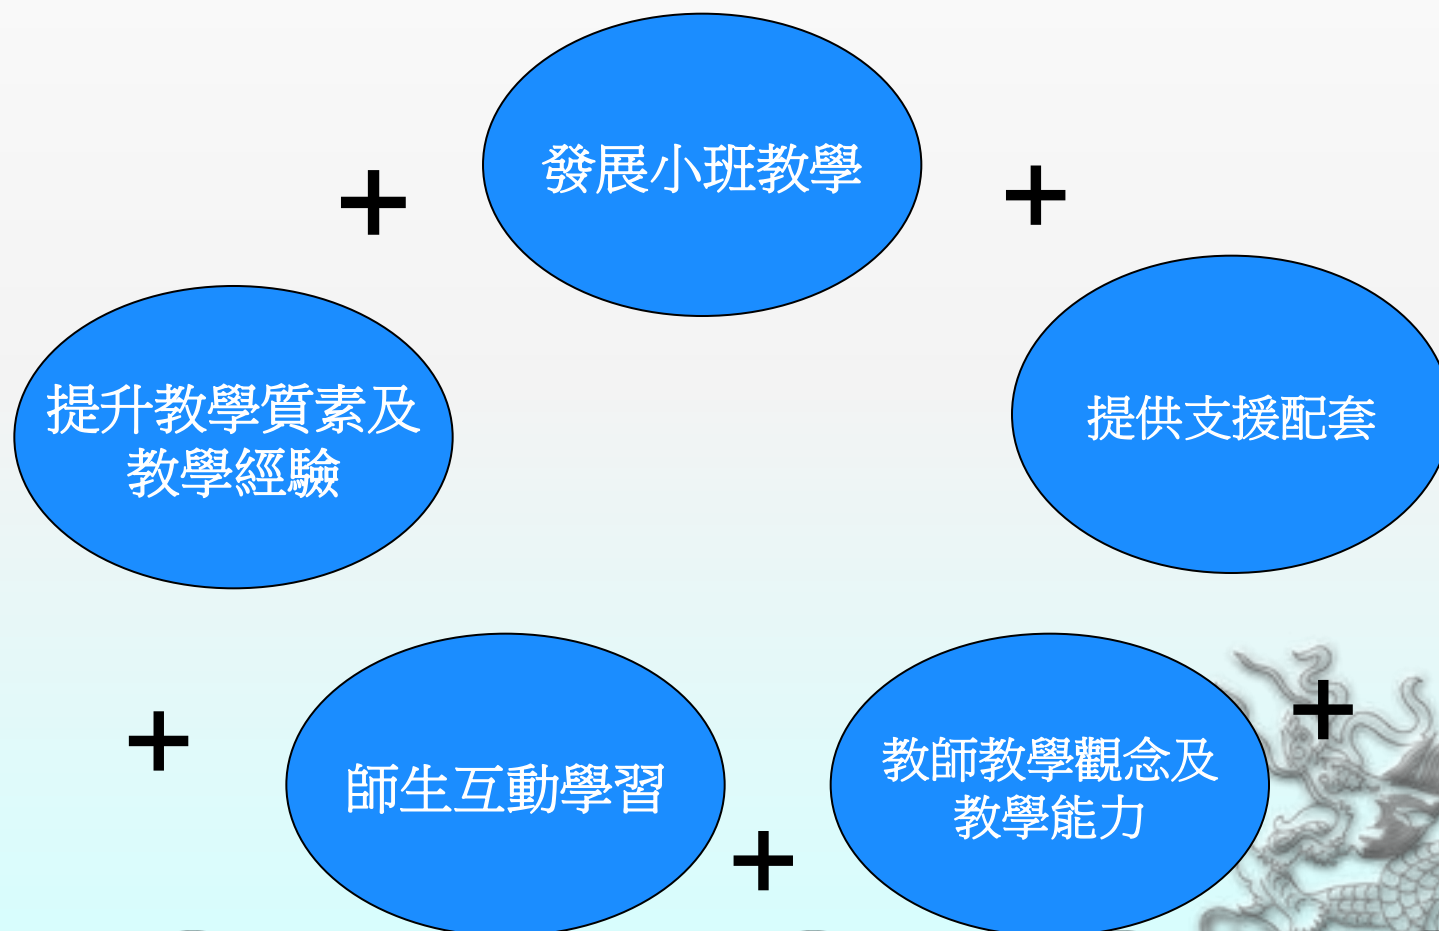 發展小班教學
+
+
提升教學質素及
教學經驗
提供支援配套
+
+
師生互動學習
教師教學觀念及
教學能力
+